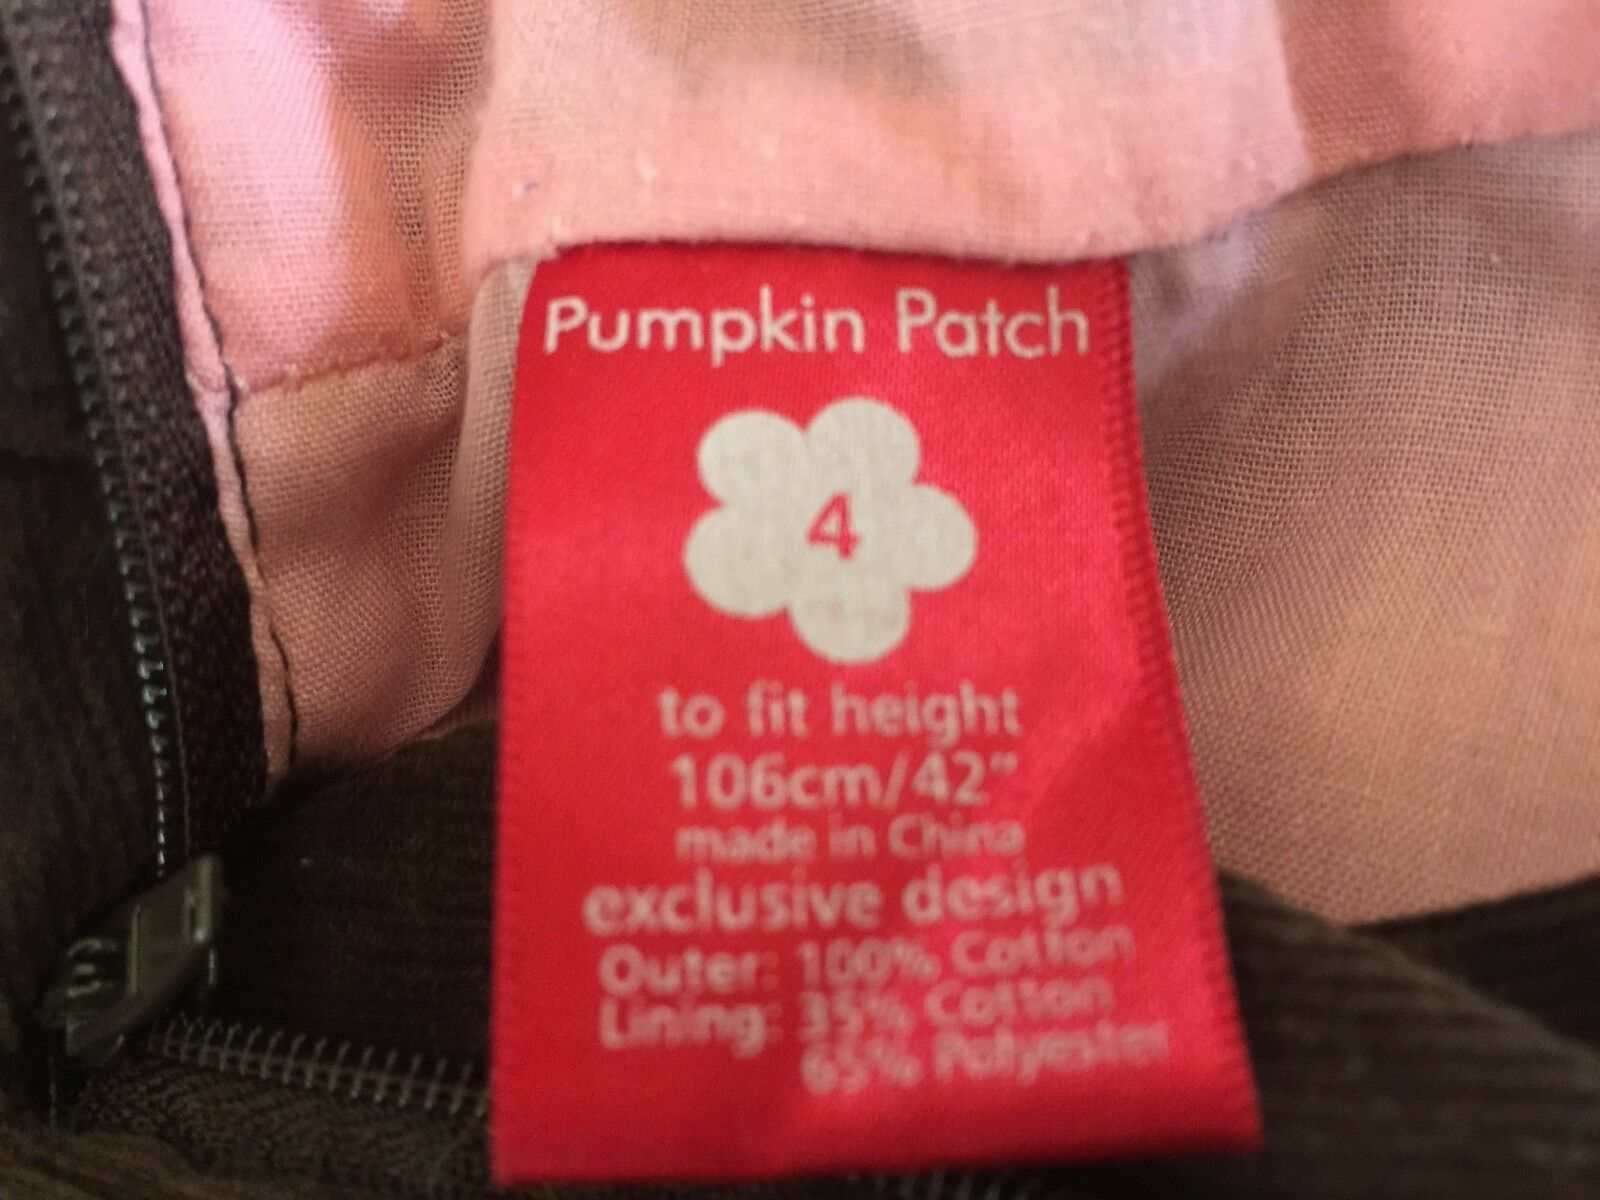 Pumpkin Patch
4
to fit height
106cm/42"
made in China
exclusive design
Outer: 100% Cotton
Lining: 35% Cotton
65% Polyester